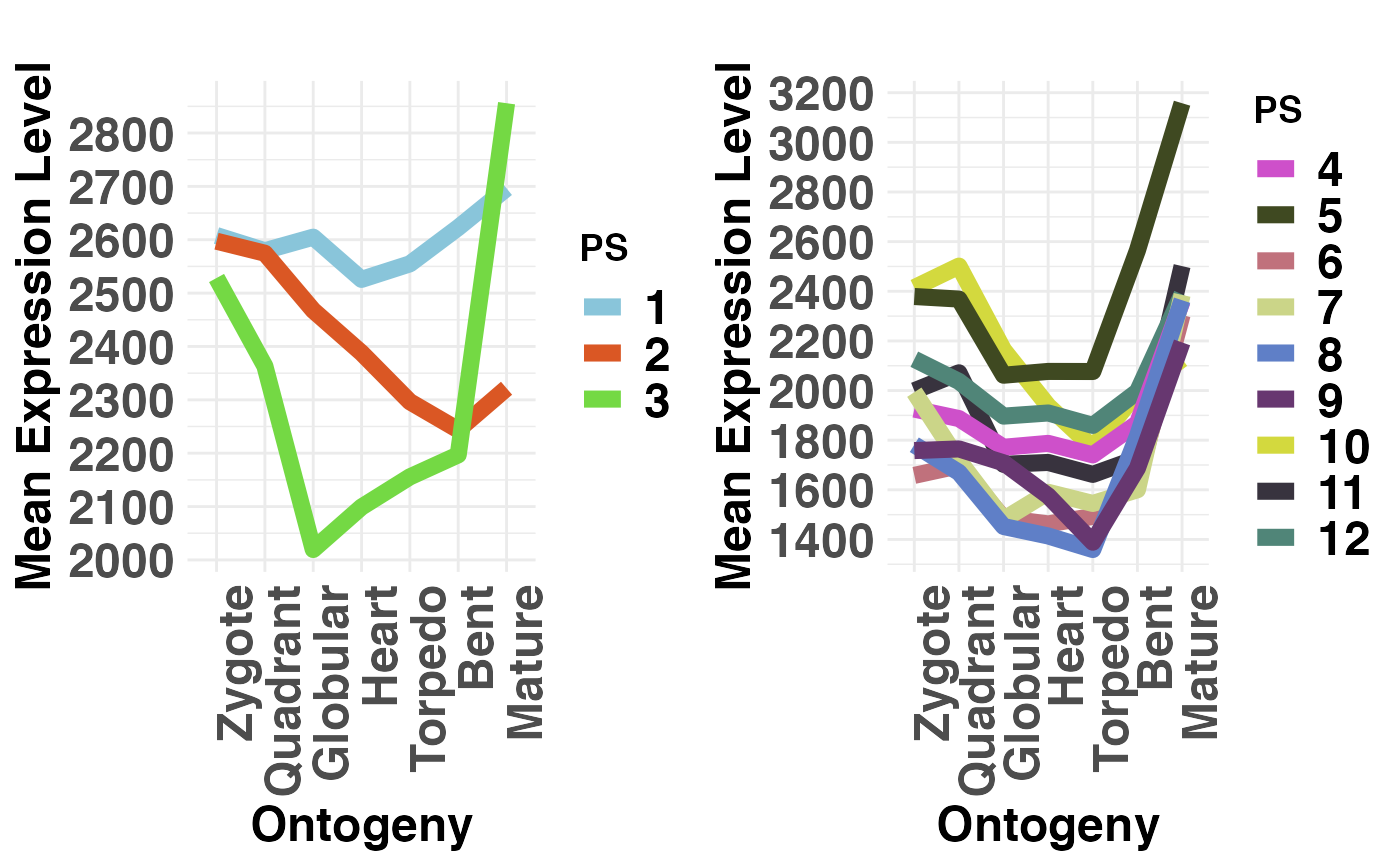 Mean Expression Level
2800
2700
2600
2500
2400
2300
2200
2100
2000
Zygote
Quadrant
Globular
Heart
Torpedo
Bent
Mature
Ontogeny
PS
1
2
3
Mean Expression Level
3200
3000
2800
2600
2400
2200
2000
1800
1600
1400
Zygote
Quadrant
Globular
Heart
Torpedo
Bent
Mature
Ontogeny
PS
4
5
6
7
8
9
10
11
12